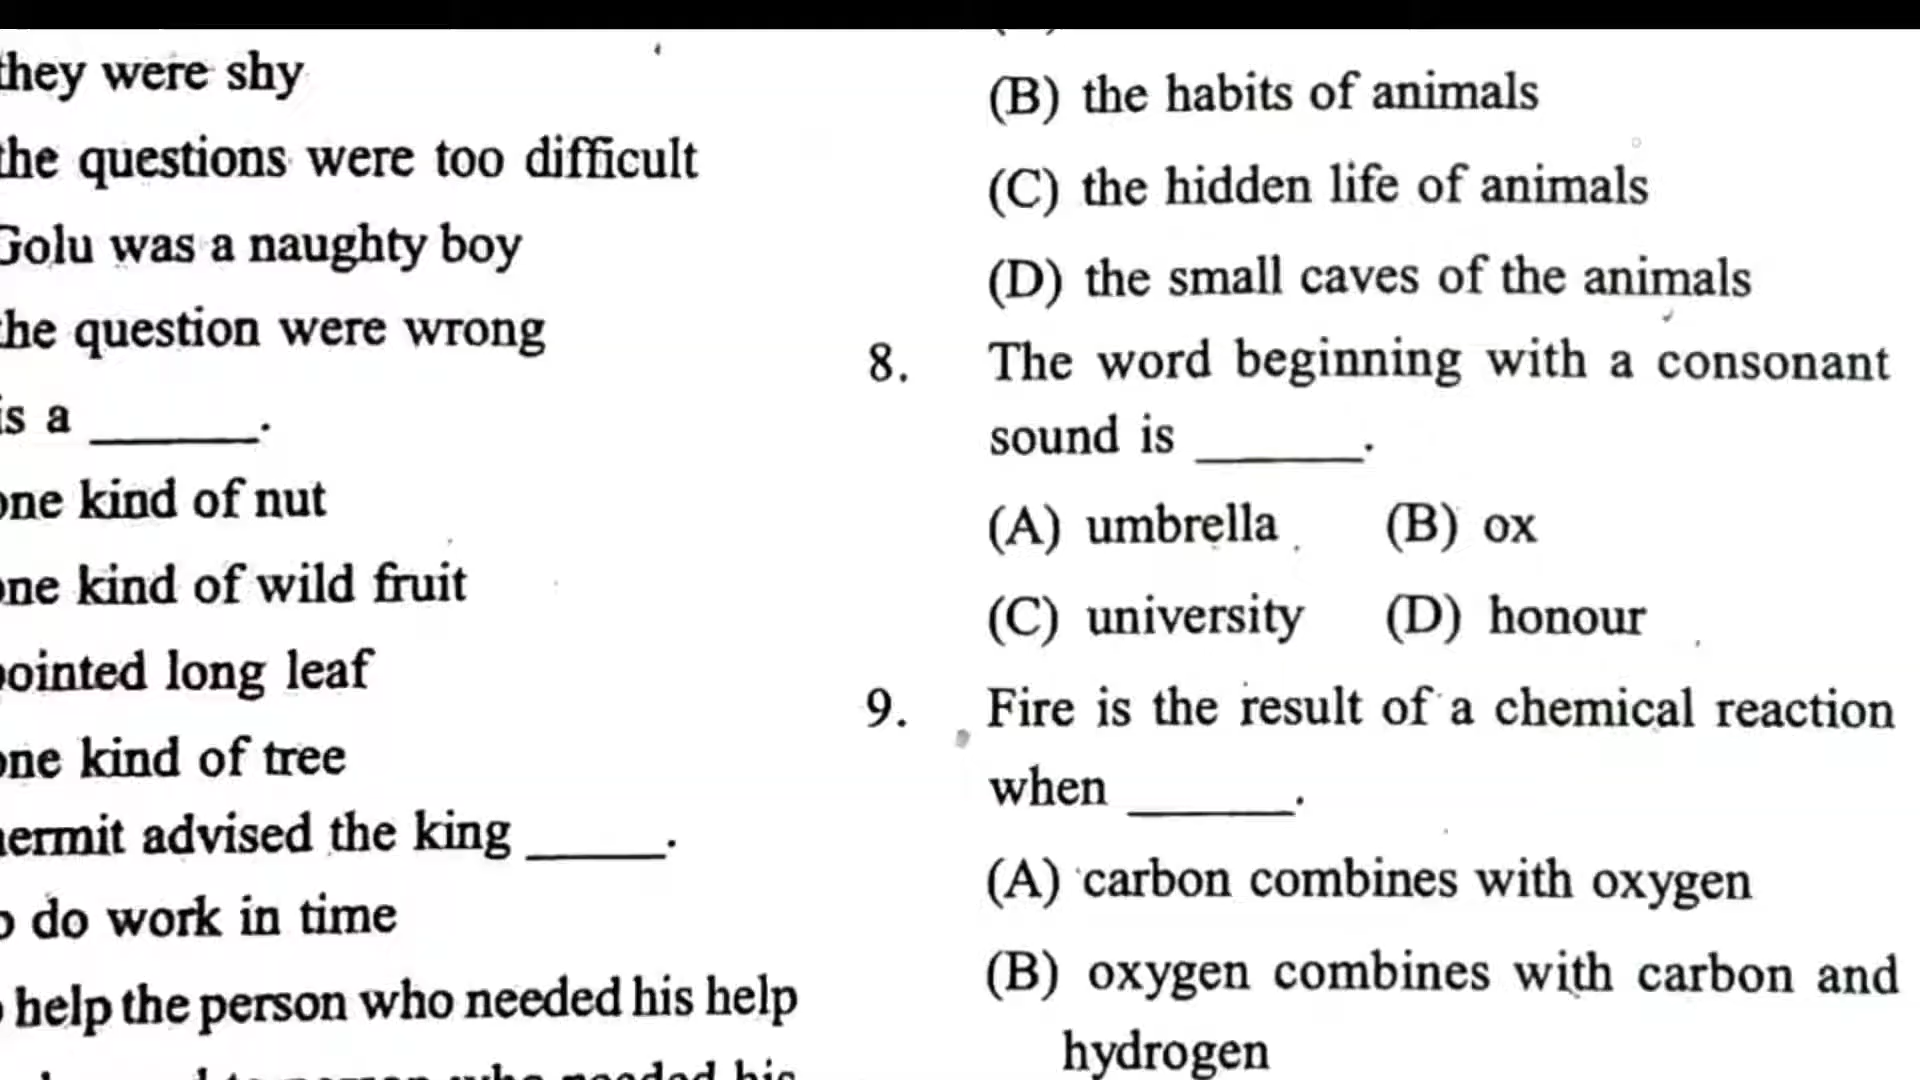 they were shy
the questions were too difficult
Golu was a naughty boy
the question were wrong
is a ______.
one kind of nut
one kind of wild fruit
pointed long leaf
one kind of tree
hermit advised the king _____.
o do work in time
help the person who needed his help
person who needed his
(B) the habits of animals
(C) the hidden life of animals
(D) the small caves of the animals
8. The word beginning with a consonant
sound is ______.
(A) umbrella (B) ox
(C) university (D) honour
9. Fire is the result of a chemical reaction
when ______.
(A) carbon combines with oxygen
(B) oxygen combines with carbon and
hydrogen